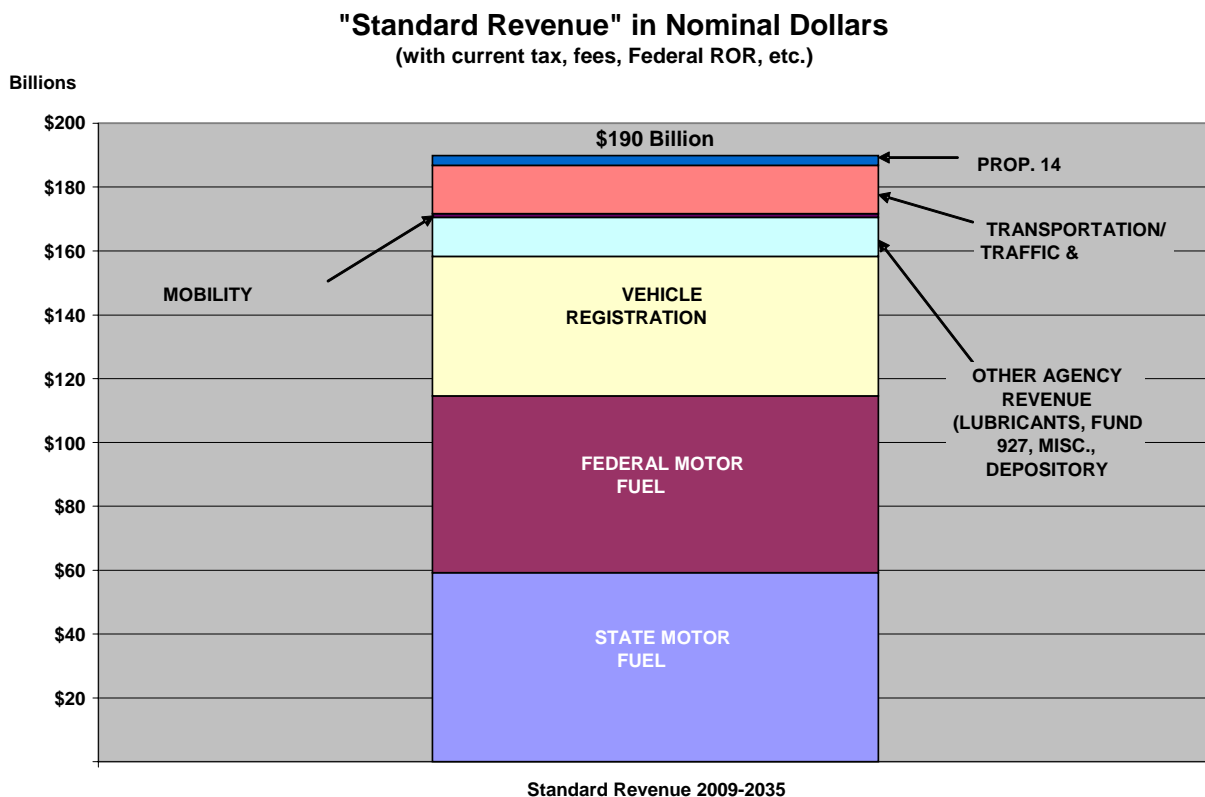 "Standard Revenue" in Nominal Dollars
(with current tax, fees, Federal ROR, etc.)
Billions
$200
$180
$160
$140
$120
$100
$80
$60
$40
$20
$190 Billion
PROP. 14
TRANSPORTATION/
TRAFFIC &
MOBILITY
VEHICLE
REGISTRATION
OTHER AGENCY
REVENUE
(LUBRICANTS, FUND
927, MISC.,
DEPOSITORY
FEDERAL MOTOR
FUEL
STATE MOTOR
FUEL
Standard Revenue 2009-2035